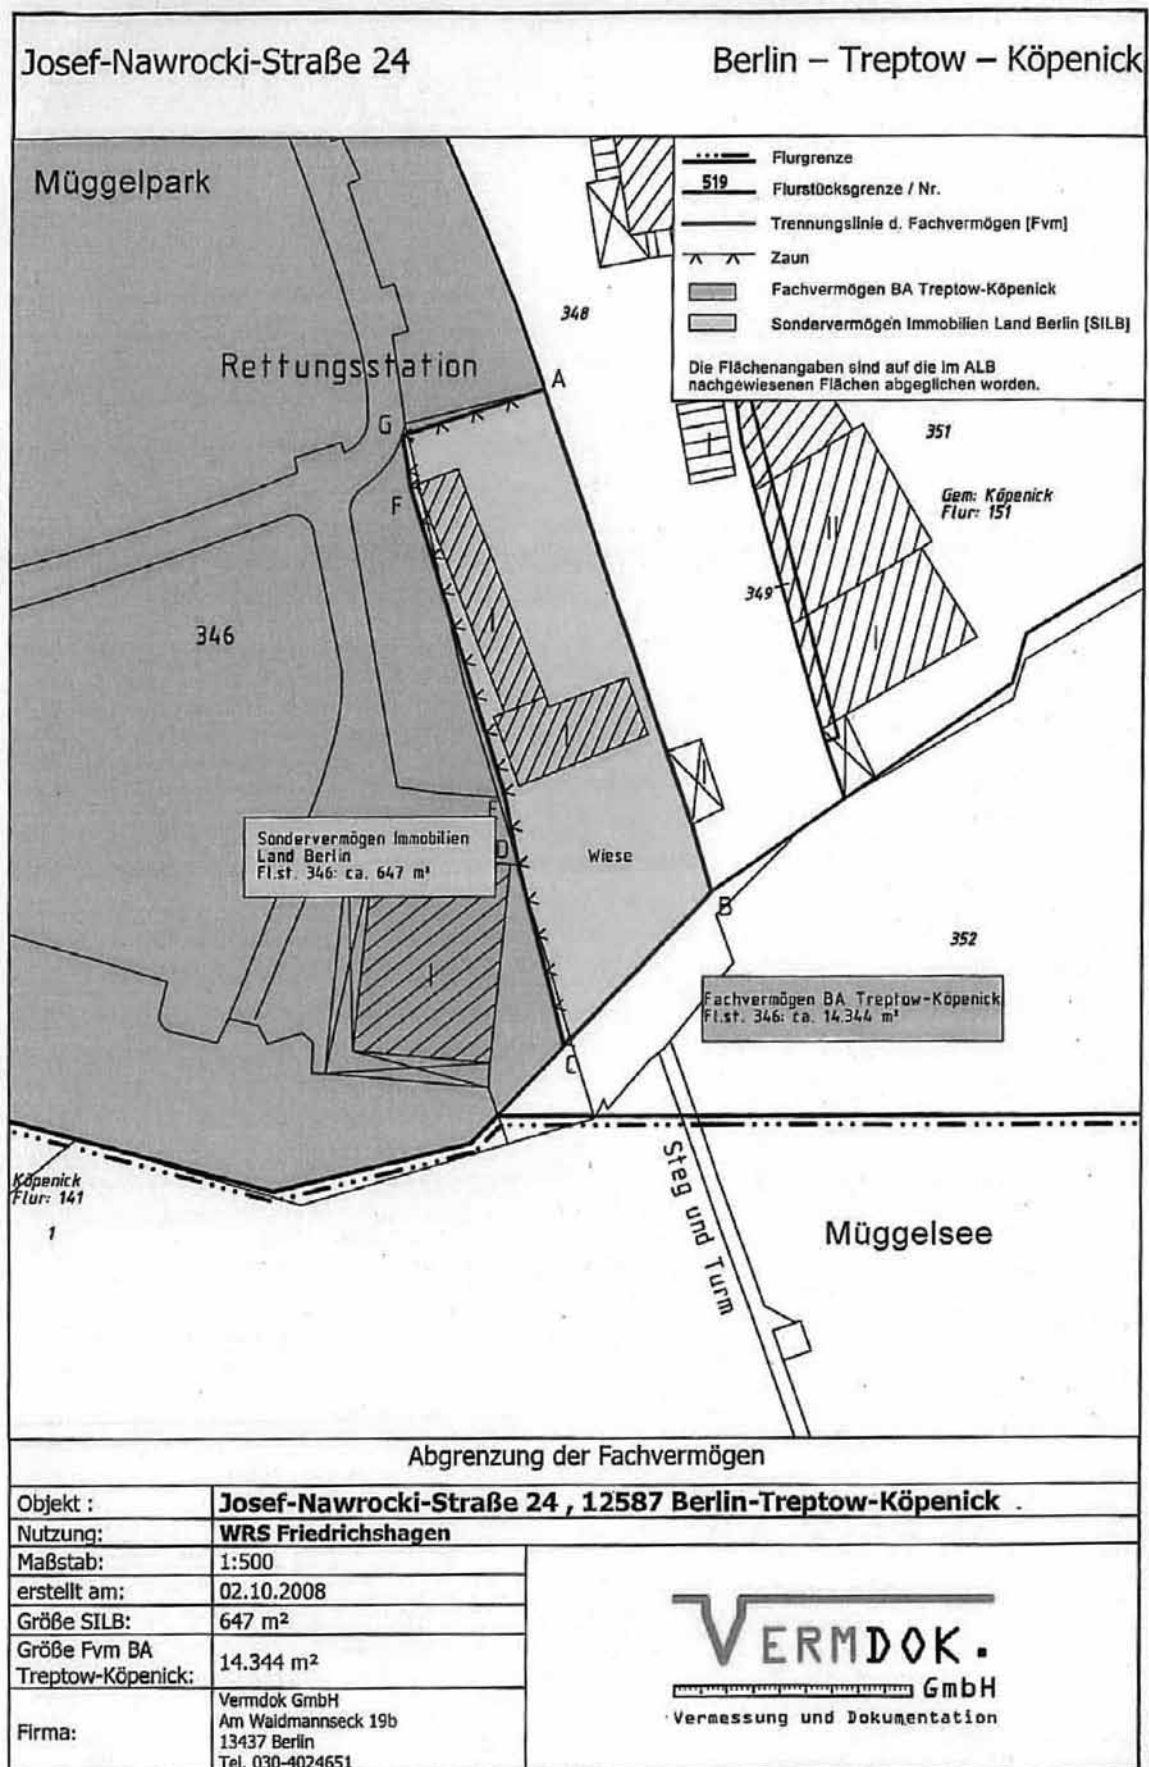 Josef-Nawrocki-Straße 24
Berlin – Treptow – Köpenick
Müggelpark
Flurgrenze
519
Flurstücksgrenze / Nr.
Trennungslinie d. Fachvermögen [Fvm]
Zaun
Fachvermögen BA Treptow-Köpenick
Sondervermögen Immobilien Land Berlin [SILB]
Die Flächenangaben sind auf die im ALB
nachgewiesenen Flächen abgeglichen worden.
348
Rettungsstation
A
G
F
351
Gem: Köpenick
Flur: 151
II
I
349
I
346
I
I
I
E
D
Sondervermögen Immobilien
Land Berlin
Fl.st. 346: ca. 647 m²
Wiese
B
352
I
Fachvermögen BA Treptow-Köpenick
Fl.st. 346: ca. 14.344 m²
C
Köpenick
Flur: 141
1
Steg und Turm
Müggelsee
Abgrenzung der Fachvermögen
Objekt :
Josef-Nawrocki-Straße 24 , 12587 Berlin-Treptow-Köpenick
Nutzung:
WRS Friedrichshagen
Maßstab:
1:500
erstellt am:
02.10.2008
Größe SILB:
647 m²
Größe Fvm BA
Treptow-Köpenick:
14.344 m²
Firma:
Vermdok GmbH
Am Waidmannseck 19b
13437 Berlin
Tel. 030-4024651
VERMDOK.
GmbH
Vermessung und Dokumentation